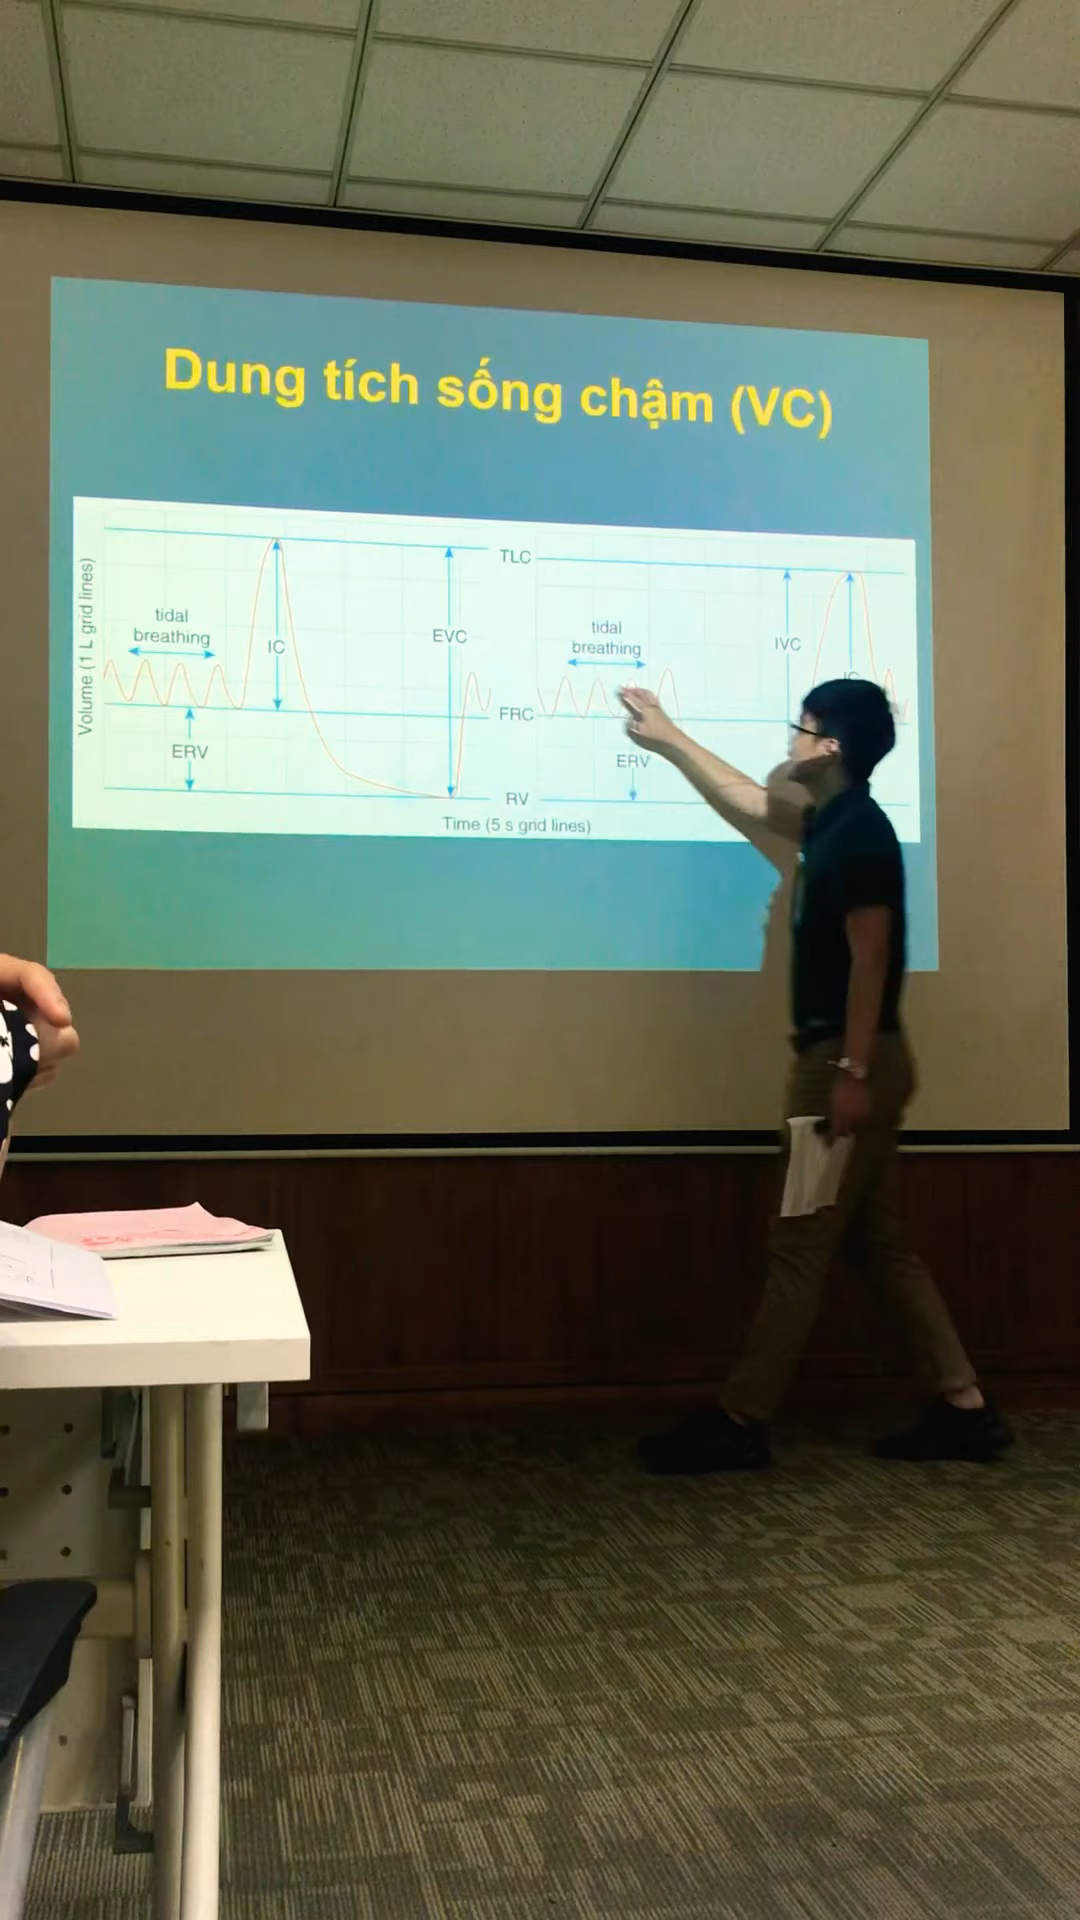 Dung tích sống chậm (VC)
Volume (1 L grid lines)
tidal
breathing
IC
ERV
EVC
TLC
FRC
RV
tidal
breathing
ERV
IVC
IC
Time (5 s grid lines)